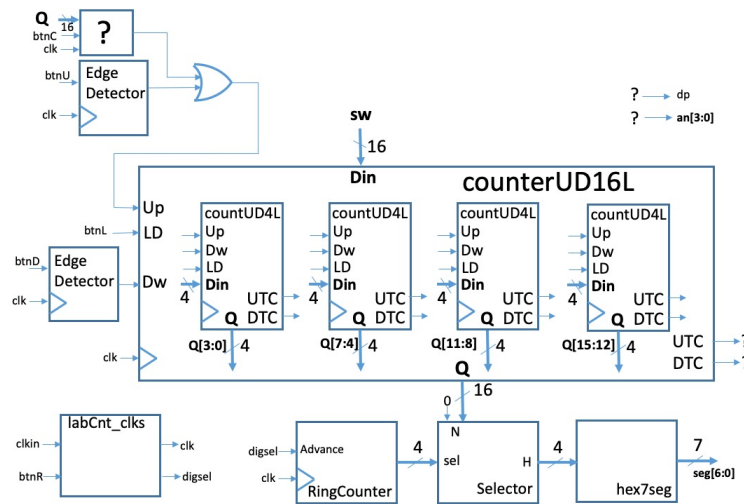 Q
16
btnC
clk
?
btnU
clk
Edge
Detector
? dp
? an[3:0]
sw
16
Din
counterUD16L
Up
btnL LD
btnD
clk
Edge
Detector
Dw
clk
countUD4L
Up
Dw
LD
Din
4
UTC
DTC
Q
Q[3:0] 4
countUD4L
Up
Dw
LD
Din
4
UTC
DTC
Q
Q[7:4] 4
countUD4L
Up
Dw
LD
Din
4
UTC
DTC
Q
Q[11:8] 4
countUD4L
Up
Dw
LD
Din
4
UTC
DTC
Q
Q[15:12] 4
UTC ?
DTC ?
Q
0 16
labCnt_clks
clkin clk
btnR digsel
digsel Advance
clk
RingCounter
4
N
sel H
Selector
4
hex7seg
7
seg[6:0]